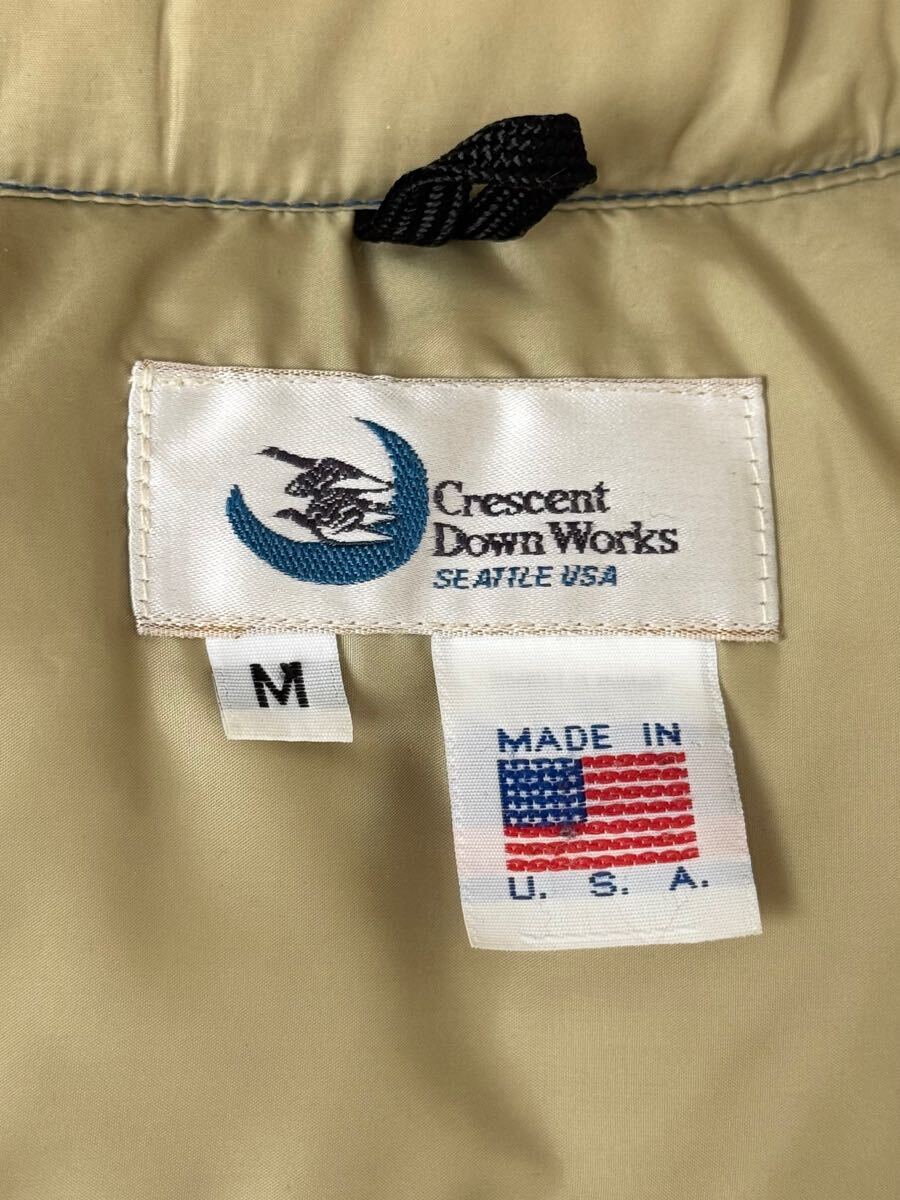 Crescent
Down Works
SEATTLE USA
M
MADE IN
U. S. A.